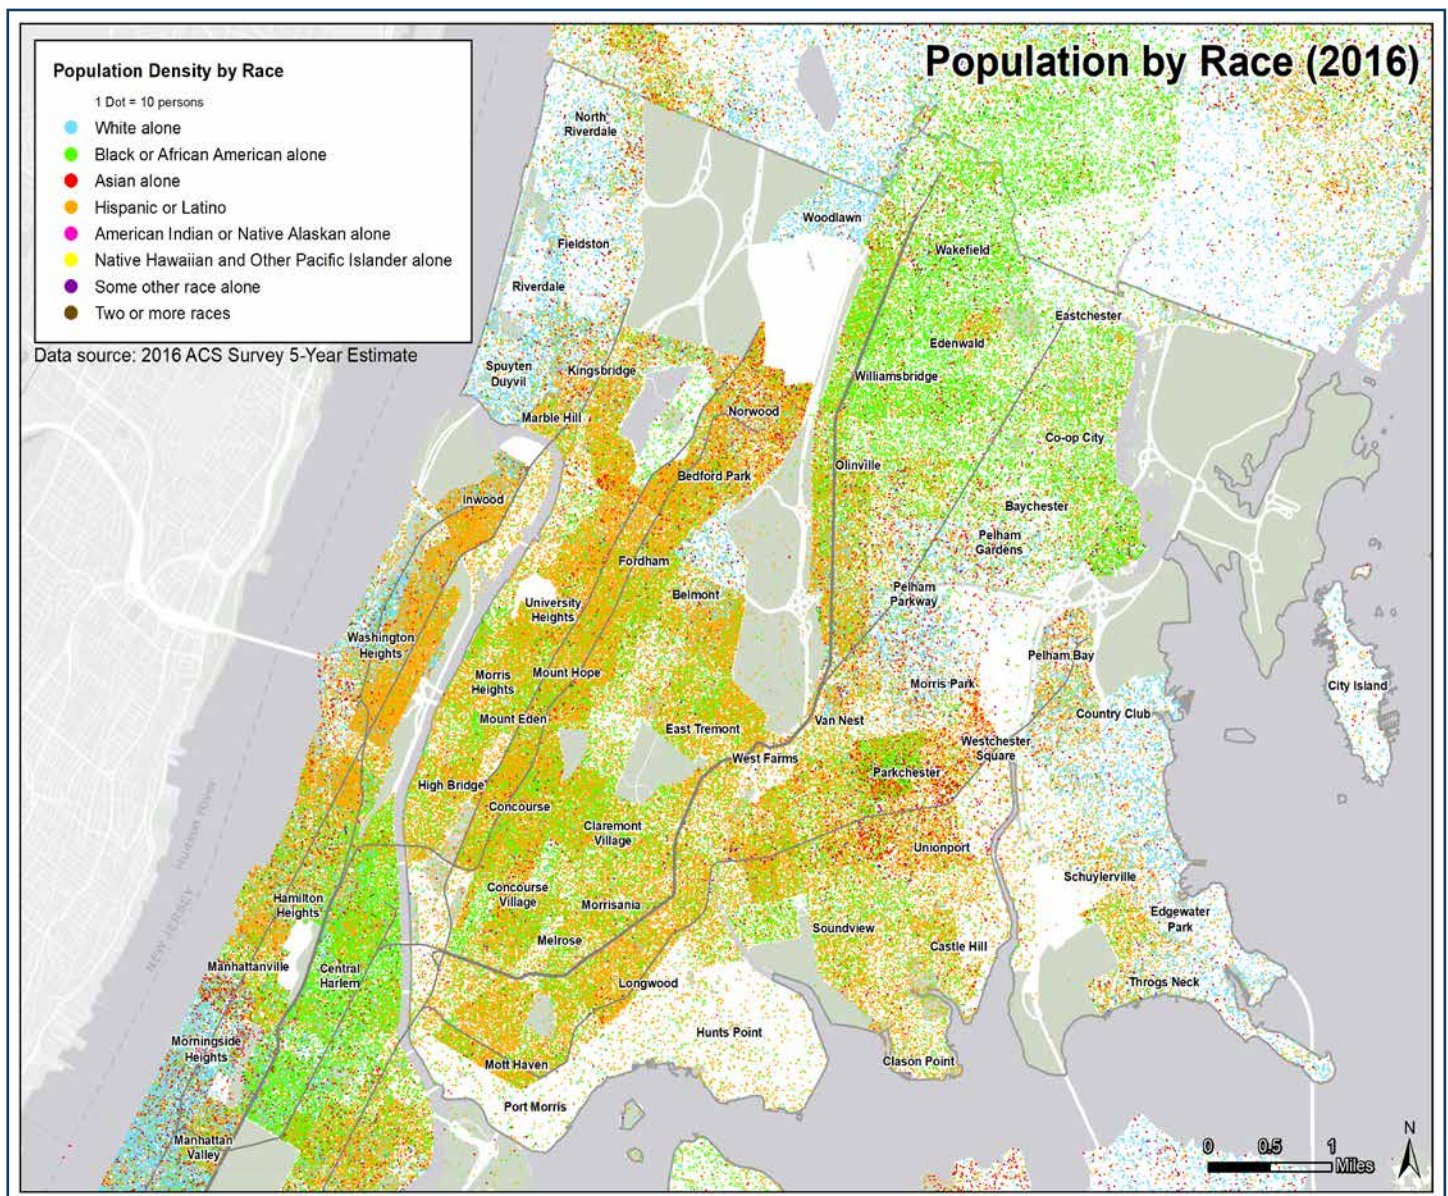 Population by Race (2016)
Population Density by Race
1 Dot = 10 persons
White alone
Black or African American alone
Asian alone
Hispanic or Latino
American Indian or Native Alaskan alone
Native Hawaiian and Other Pacific Islander alone
Some other race alone
Two or more races
Data source: 2016 ACS Survey 5-Year Estimate
North
Riverdale
Woodlawn
Fieldston
Wakefield
Riverdale
Eastchester
Edenwald
Spuyten
Duyvil
Kingsbridge
Williamsbridge
Marble Hill
Norwood
Co-op City
Olinville
Bedford Park
Inwood
Baychester
Pelham
Gardens
Fordham
Belmont
Pelham
Parkway
University
Heights
Washington
Heights
Pelham Bay
Mount Hope
Morris
Heights
Morris Park
City Island
Mount Eden
Country Club
Van Nest
East Tremont
Westchester
Square
West Farms
Parkchester
High Bridge
Concourse
Claremont
Village
Unionport
Hudson River
Schuylerville
Concourse
Village
Hamilton
Heights
Morrisania
Edgewater
Park
Soundview
Melrose
Castle Hill
NEW JERSEY
Manhattanville
Central
Harlem
Longwood
Throgs Neck
Hunts Point
Morningside
Heights
Mott Haven
Clason Point
Port Morris
Manhattan
Valley
N
0 0.5 1
Miles